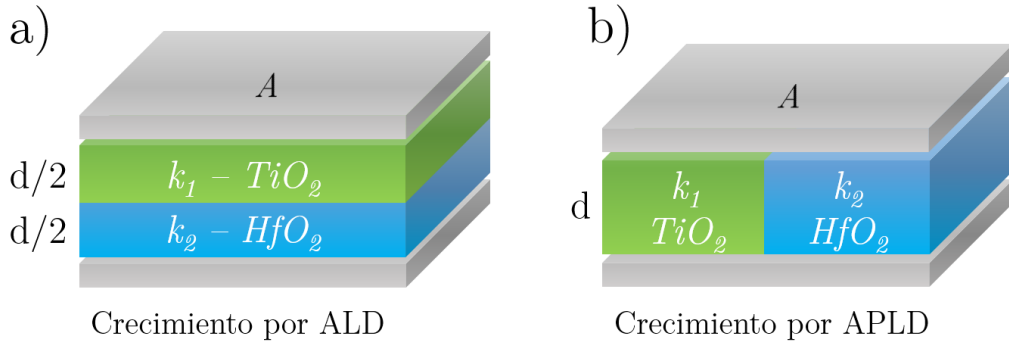 a)
A
d/2
k₁ – TiO₂
d/2
k₂ – HfO₂
Crecimiento por ALD
b)
A
d
k₁
TiO₂
k₂
HfO₂
Crecimiento por APLD